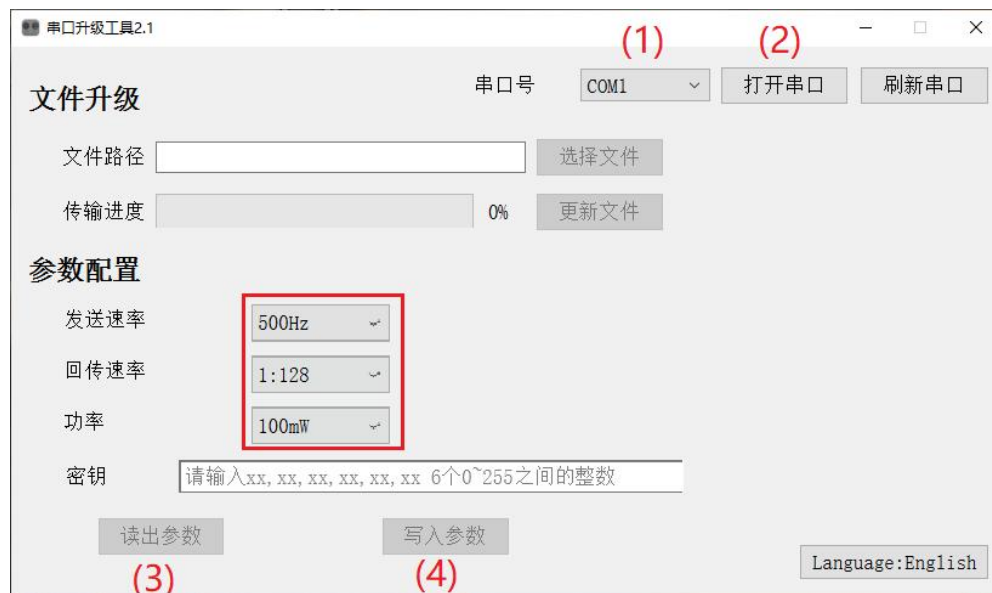 串口升级工具2.1
(1) (2)
文件升级 串口号 COM1 打开串口 刷新串口
文件路径 选择文件
传输进度 0% 更新文件
参数配置
发送速率 500Hz
回传速率 1:128
功率 100mW
密钥 请输入xx,xx,xx,xx,xx,xx 6个0~255之间的整数
读出参数 写入参数
(3) (4)
Language:English